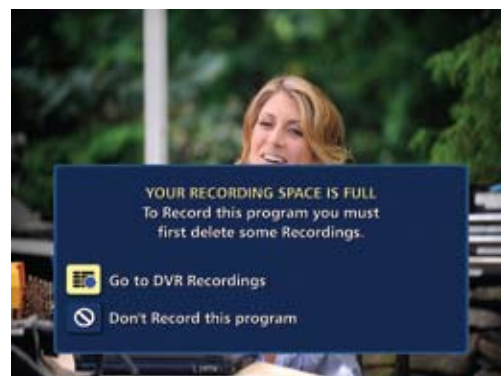 YOUR RECORDING SPACE IS FULL
To Record this program you must
first delete some Recordings.
Go to DVR Recordings
Don't Record this program